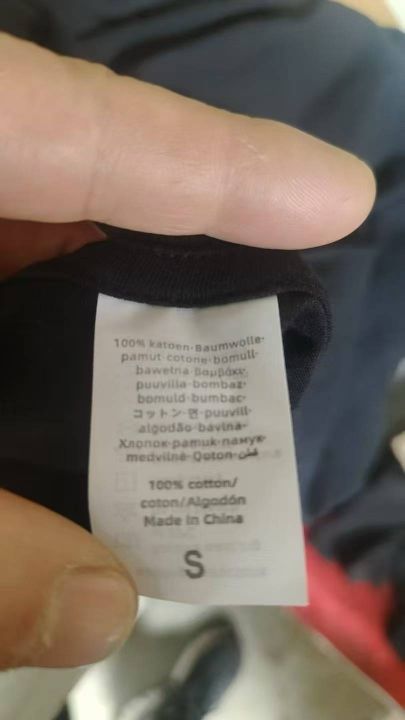 100% katoen·Baumwolle·
pamut·cotone·bomull·
bawełna·Βαμβάκι·
puuvilla·bombaz·
bomuld·bumbac·
コットン·면·puuvill·
algodão·bavlna·
Хлопок·pamuk·памук·
medvilnė·Qoton·قطن
100% cotton/
coton/Algodón
Made in China
S